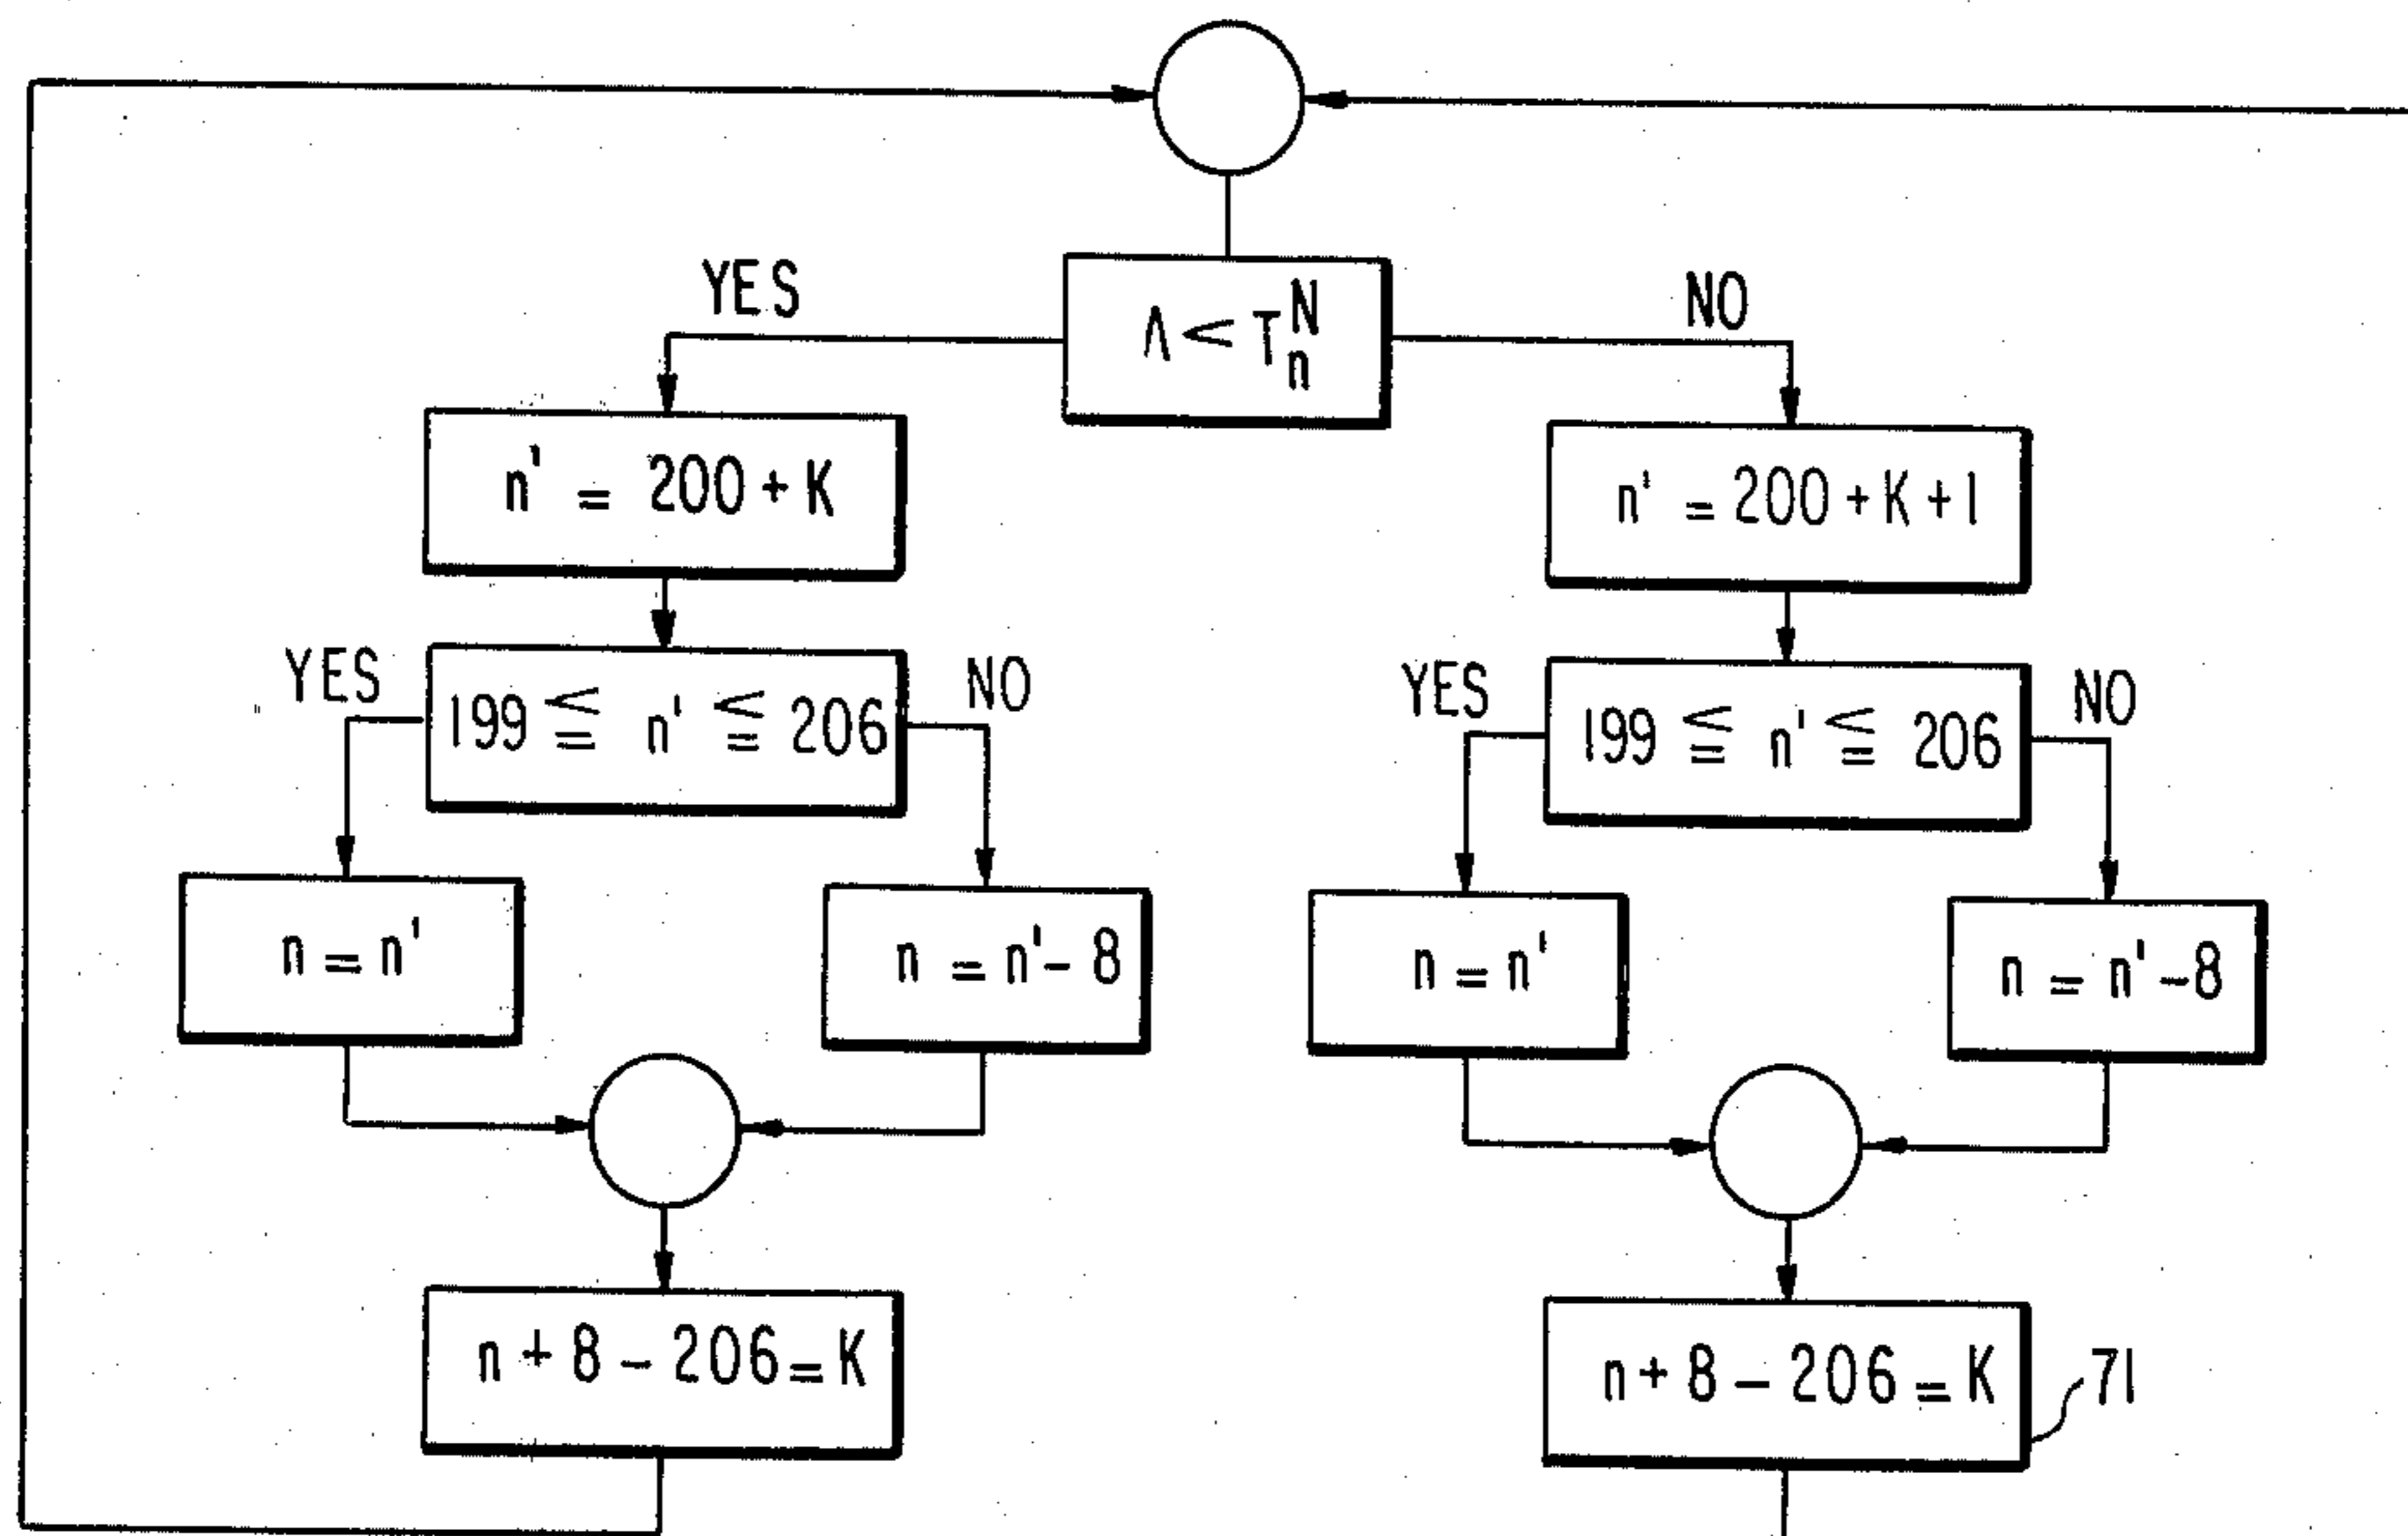 YES
Λ < T_n^N
NO
n' = 200 + K
n' = 200 + K + 1
YES
199 ≦ n' ≦ 206
NO
YES
199 ≦ n' ≦ 206
NO
n = n'
n = n' - 8
n = n'
n = n' - 8
n + 8 - 206 = K
n + 8 - 206 = K
71